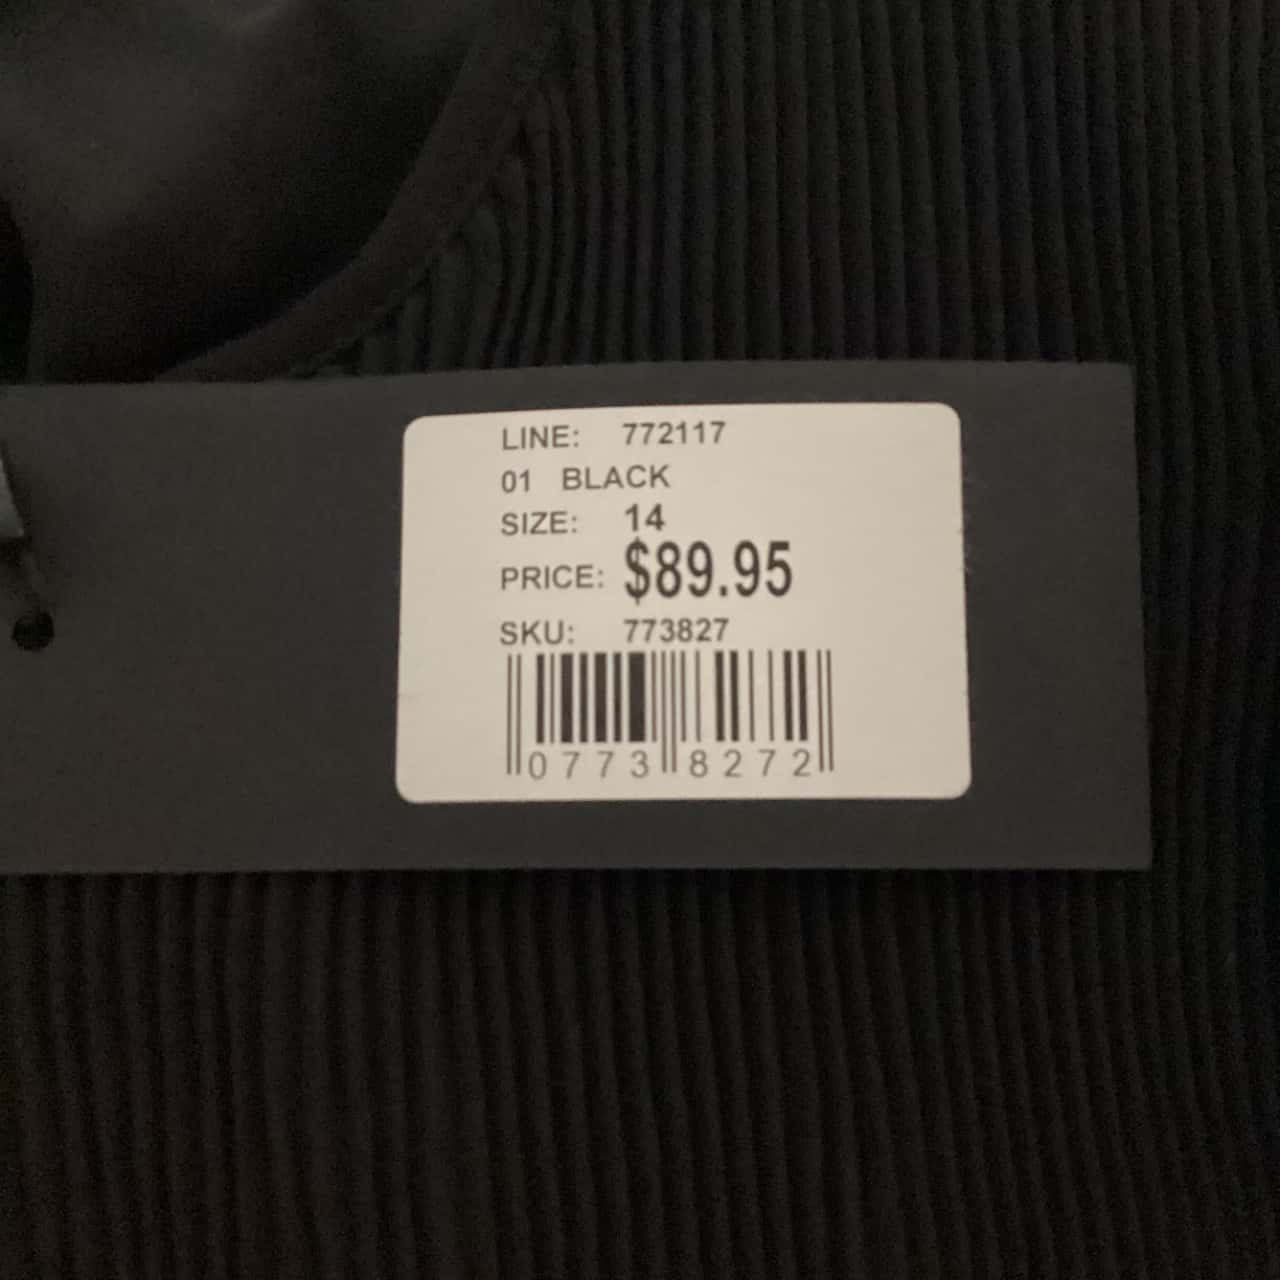 LINE: 772117
01 BLACK
SIZE: 14
PRICE: $89.95
SKU: 773827
0773 8272